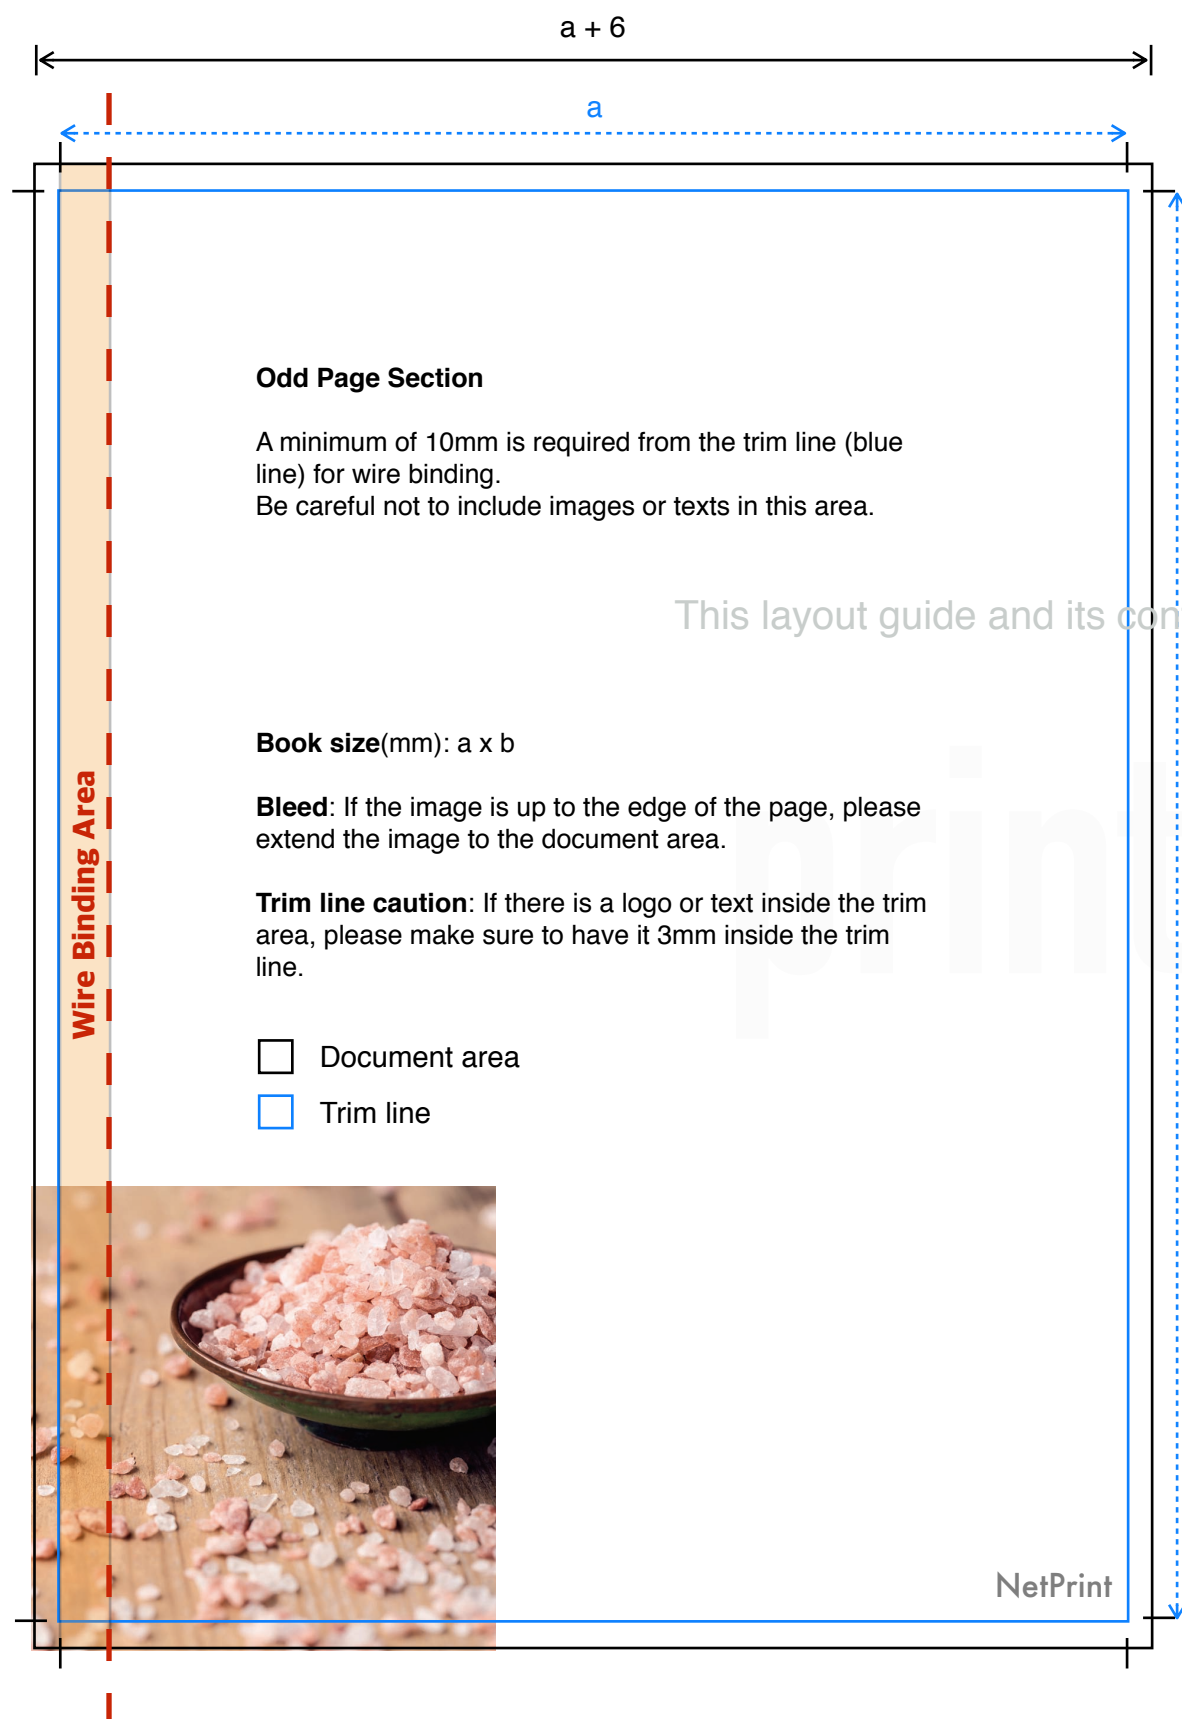 a + 6
a
Odd Page Section
A minimum of 10mm is required from the trim line (blue
line) for wire binding.
Be careful not to include images or texts in this area.
This layout guide and its con
Book size(mm): a x b
Bleed: If the image is up to the edge of the page, please
extend the image to the document area.
Trim line caution: If there is a logo or text inside the trim
area, please make sure to have it 3mm inside the trim
line.
Wire Binding Area
print
Document area
Trim line
NetPrint